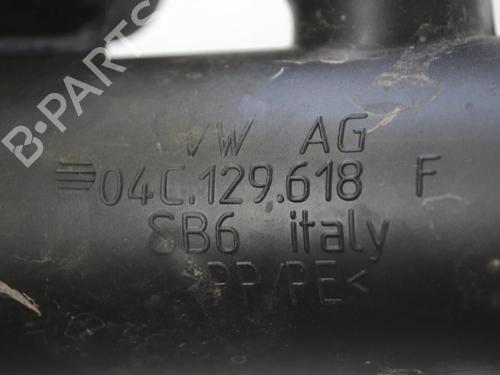 B-PARTS
VW AG
04C.129.618 F
SB6 italy
>PP/PE<